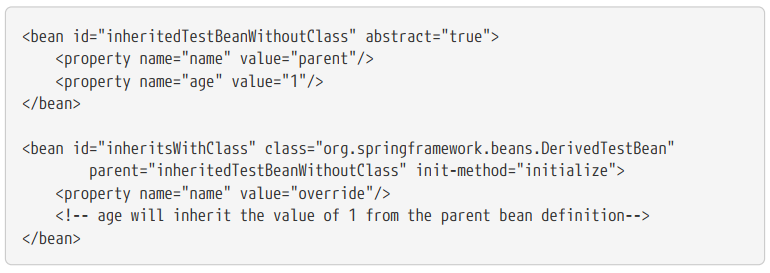 <bean id="inheritedTestBeanWithoutClass" abstract="true">
    <property name="name" value="parent"/>
    <property name="age" value="1"/>
</bean>

<bean id="inheritsWithClass" class="org.springframework.beans.DerivedTestBean"
        parent="inheritedTestBeanWithoutClass" init-method="initialize">
    <property name="name" value="override"/>
    <!-- age will inherit the value of 1 from the parent bean definition-->
</bean>